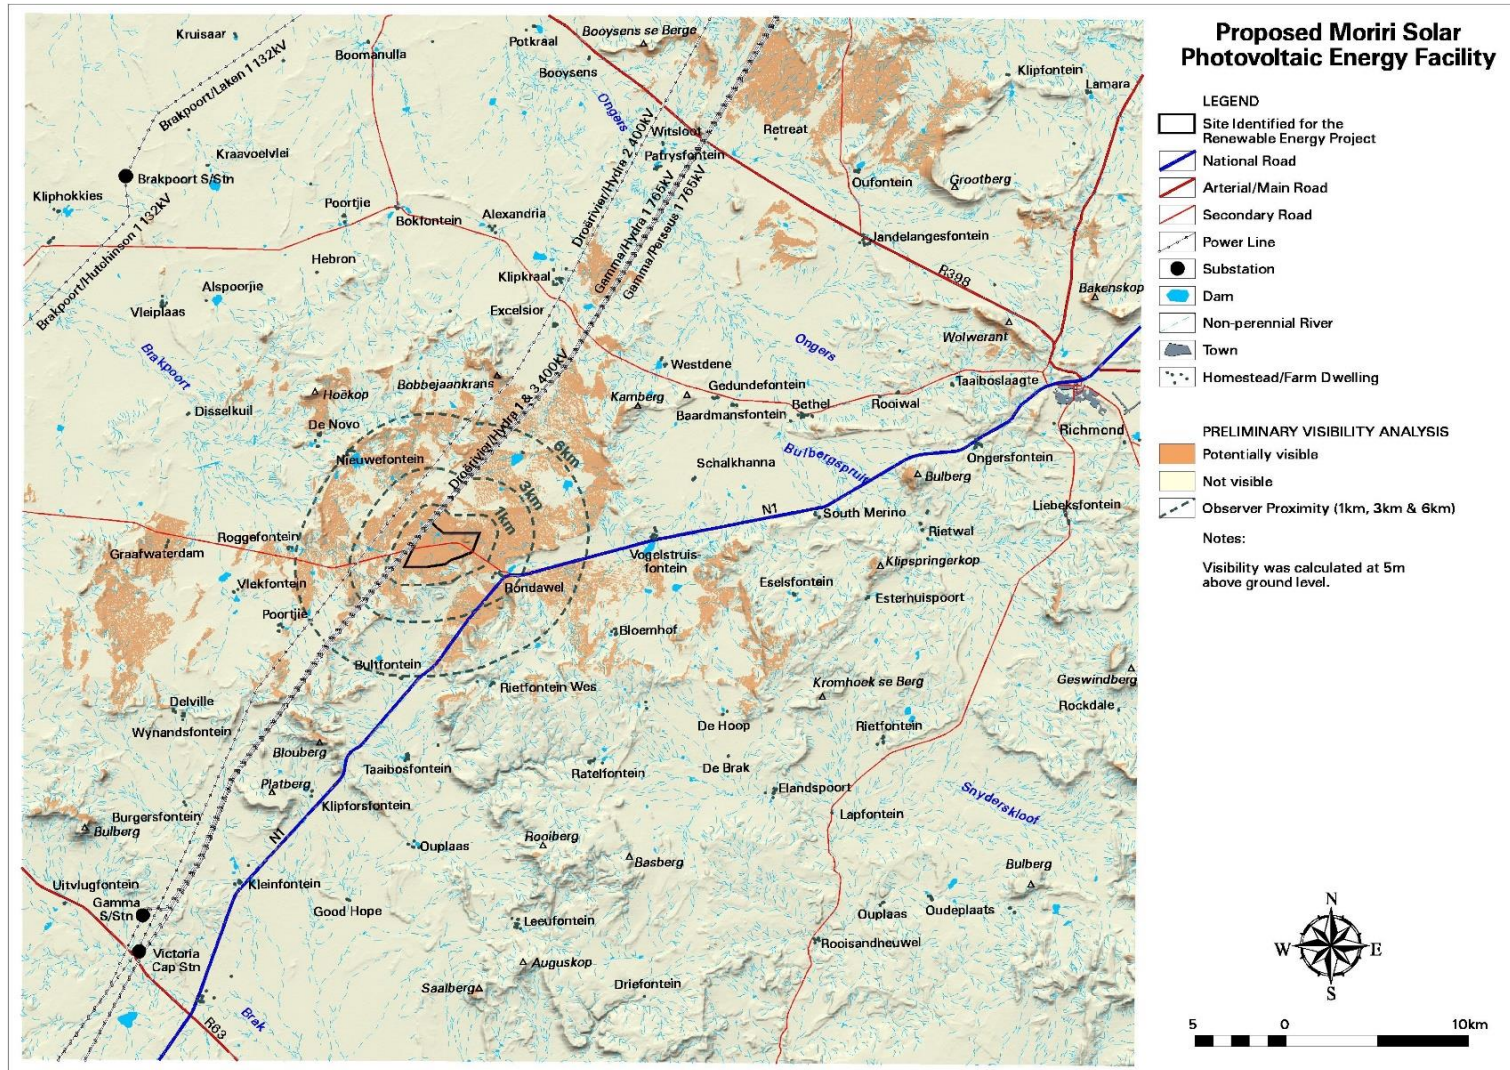 Proposed Moriri Solar
Photovoltaic Energy Facility
LEGEND
Site Identified for the
Renewable Energy Project
National Road
Arterial/Main Road
Secondary Road
Power Line
Substation
Dam
Non-perennial River
Town
Homestead/Farm Dwelling
PRELIMINARY VISIBILITY ANALYSIS
Potentially visible
Not visible
Observer Proximity (1km, 3km & 6km)
Notes:
Visibility was calculated at 5m
above ground level.
N
W
E
S
5
0
10km
Kruisaar
Boomanulla
Potkraal
Booysens se Berge
Booysens
Klipfontein
Lamara
Brakpoort/Laken 1 132kV
Ongers
Droërivier/Hydra 2 400kV
Witsloot
Retreat
Patrysfontein
Kraavoelvlei
Brakpoort S/Stn
Gamma/Hydra 1 765kV
Gamma/Perseus 1 765kV
Oufontein
Grootberg
Kliphokkies
Brakpoort/Hutchinson 1 132kV
Poortjie
Bokfontein
Alexandria
Jandelangesfontein
Hebron
Klipkraal
R398
Alspoorjie
Vleiplaas
Excelsior
Bakenskop
Wolwerant
Brakpoort
Ongers
Westdene
Bobbejaankrans
Hoëkop
Droërivier/Hydra 1 & 3 400kV
Gedundefontein
Taaiboslaagte
Karnberg
Baardmansfontein
Bethel
Rooiwal
Disselkuil
De Novo
Richmond
Nieuwefontein
6km
Schalkhanna
Bulbergspruit
Ongersfontein
Bulberg
3km
1km
N1
South Merino
Liebeksfontein
Rietwal
Graafwaterdam
Roggefontein
Vogelstruis-
fontein
Klipspringerkop
Vlekfontein
Rondawel
Eselsfontein
Esterhuispoort
Poortjie
Bloemhof
Bultfontein
Rietfontein Wes
Kromhoek se Berg
Geswindberg
Delville
Rockdale
Wynandsfontein
De Hoop
Rietfontein
Blouberg
Taaibosfontein
Ratelfontein
De Brak
Platberg
Elandspoort
Snyderskloof
Klipforsfontein
Burgersfontein
Lapfontein
Bulberg
N1
Ouplaas
Rooiberg
Basberg
Bulberg
Uitvlugfontein
Kleinfontein
Gamma
S/Stn
Good Hope
Leeufontein
Ouplaas
Oudeplaats
Victoria
Cap Stn
Rooisandheuwel
Auguskop
Saalberg
Driefontein
Brak
R63